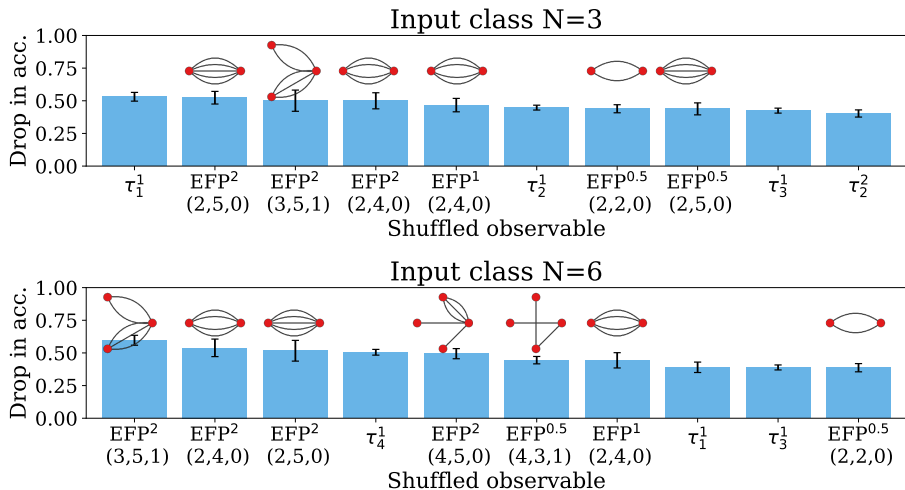 Input class N=3
Drop in acc.
1.00
0.75
0.50
0.25
0.00
τ₁¹ EFP² EFP² EFP² EFP¹ τ₂¹ EFP⁰·⁵ EFP⁰·⁵ τ₃¹ τ₂²
(2,5,0) (3,5,1) (2,4,0) (2,4,0) (2,2,0) (2,5,0)
Shuffled observable
Input class N=6
Drop in acc.
1.00
0.75
0.50
0.25
0.00
EFP² EFP² EFP² τ₄¹ EFP² EFP⁰·⁵ EFP¹ τ₁¹ τ₃¹ EFP⁰·⁵
(3,5,1) (2,4,0) (2,5,0) (4,5,0) (4,3,1) (2,4,0) (2,2,0)
Shuffled observable